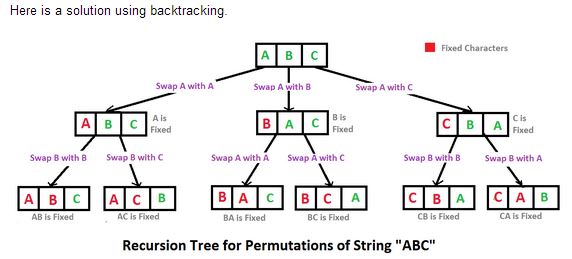 Here is a solution using backtracking.
A B C
Fixed Characters
Swap A with A
Swap A with B
Swap A with C
A B C
A is
Fixed
B A C
B is
Fixed
C B A
C is
Fixed
Swap B with B
Swap B with C
Swap A with A
Swap A with C
Swap B with B
Swap B with A
A B C
A C B
B A C
B C A
C B A
C A B
AB is Fixed
AC is Fixed
BA is Fixed
BC is Fixed
CB is Fixed
CA is Fixed
Recursion Tree for Permutations of String "ABC"